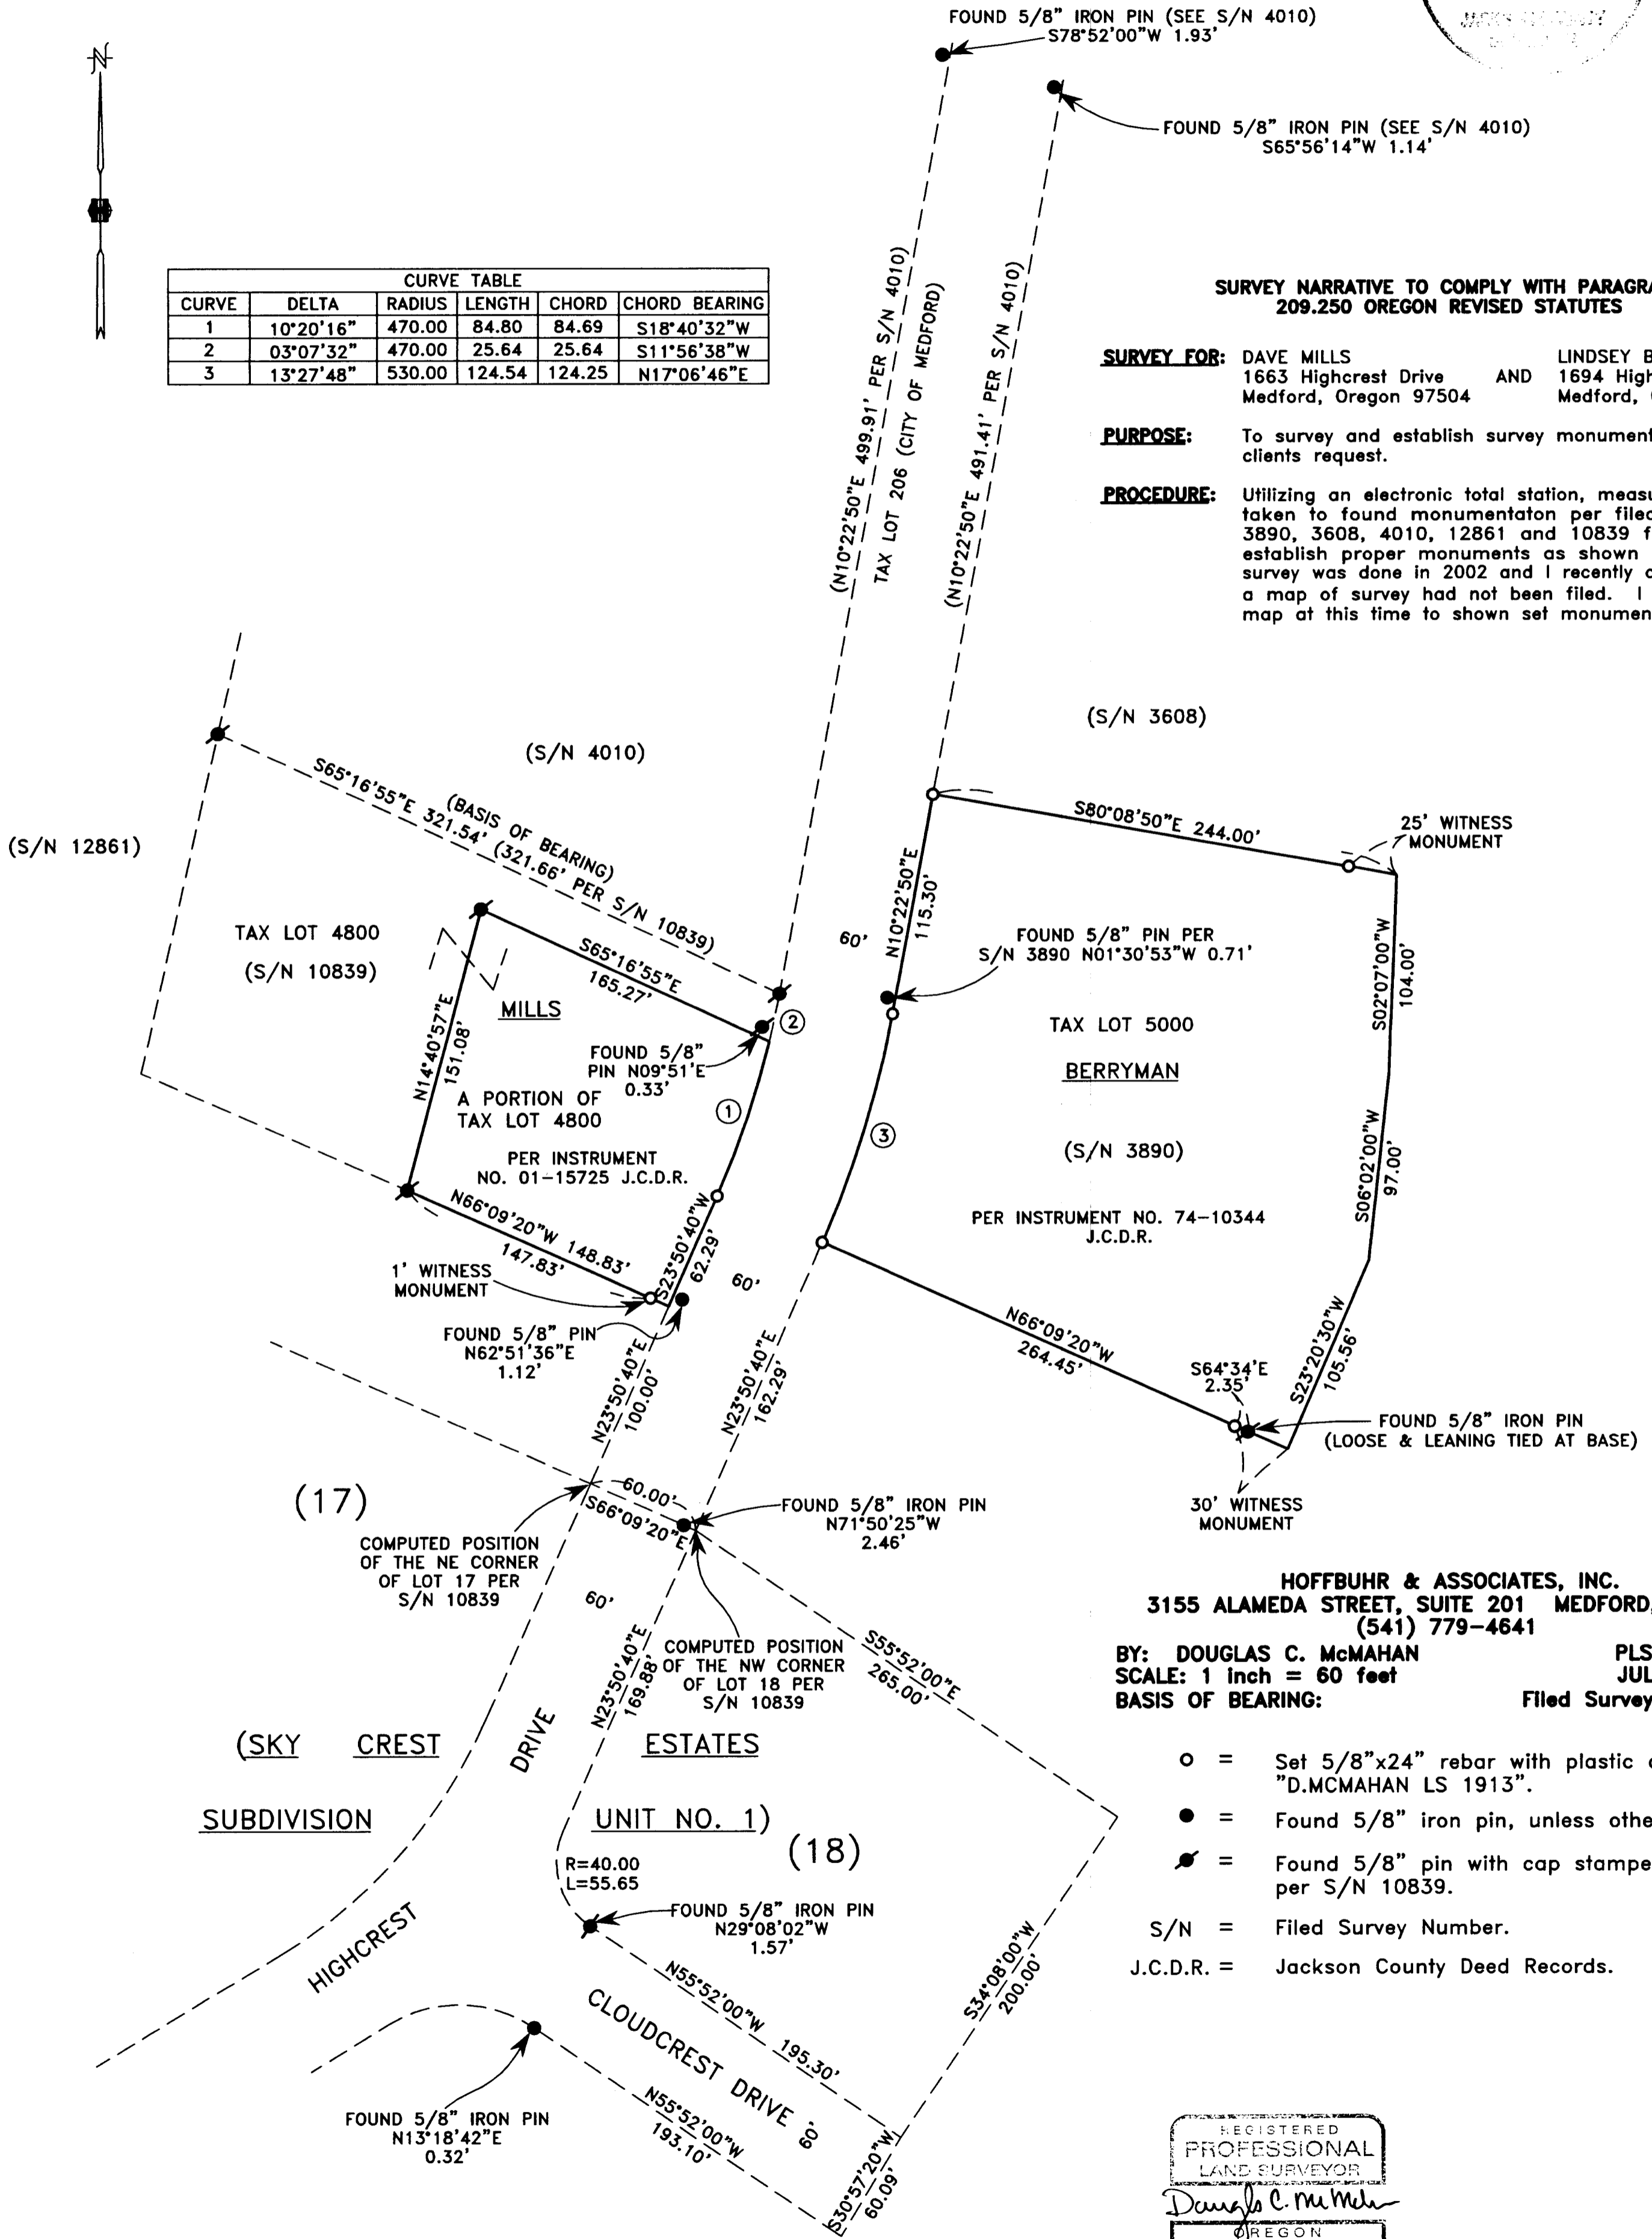 FOUND 5/8" IRON PIN (SEE S/N 4010)
S78°52'00"W 1.93'
FOUND 5/8" IRON PIN (SEE S/N 4010)
S65°56'14"W 1.14'
N
CURVE TABLE
CURVE DELTA RADIUS LENGTH CHORD CHORD BEARING
1 10°20'16" 470.00 84.80 84.69 S18°40'32"W
2 03°07'32" 470.00 25.64 25.64 S11°56'38"W
3 13°27'48" 530.00 124.54 124.25 N17°06'46"E
(N10°22'50"E 499.91' PER S/N 4010)
TAX LOT 206 (CITY OF MEDFORD)
(N10°22'50"E 491.41' PER S/N 4010)
SURVEY NARRATIVE TO COMPLY WITH PARAGRA
209.250 OREGON REVISED STATUTES
SURVEY FOR: DAVE MILLS LINDSEY B
1663 Highcrest Drive AND 1694 High
Medford, Oregon 97504 Medford,
PURPOSE: To survey and establish survey monument
clients request.
PROCEDURE: Utilizing an electronic total station, measu
taken to found monumentaton per filed
3890, 3608, 4010, 12861 and 10839 f
establish proper monuments as shown
survey was done in 2002 and I recently
a map of survey had not been filed. I
map at this time to shown set monumen
(S/N 3608)
(S/N 4010)
(S/N 12861)
S65°16'55"E 321.54' (321.66' PER S/N 10839)
(BASIS OF BEARING)
S80°08'50"E 244.00'
25' WITNESS
MONUMENT
TAX LOT 4800
(S/N 10839)
S65°16'55"E
165.27'
MILLS
N14°40'57"E
151.08'
FOUND 5/8"
PIN N09°51'E
0.33'
2
60'
N10°22'50"E
115.30'
FOUND 5/8" PIN PER
S/N 3890 N01°30'53"W 0.71'
S02°07'00"W
104.00'
TAX LOT 5000
BERRYMAN
A PORTION OF
TAX LOT 4800
1
3
PER INSTRUMENT
NO. 01-15725 J.C.D.R.
(S/N 3890)
S06°02'00"W
97.00'
PER INSTRUMENT NO. 74-10344
J.C.D.R.
N66°09'20"W 148.83'
147.83'
S23°50'40"W
62.29'
1' WITNESS
MONUMENT
60'
FOUND 5/8" PIN
N62°51'36"E
1.12'
N66°09'20"W
264.45'
S64°34'E
2.35'
S23°20'30"W
105.56'
FOUND 5/8" IRON PIN
(LOOSE & LEANING TIED AT BASE)
30' WITNESS
MONUMENT
N23°50'40"E
100.00'
N23°50'40"E
162.29'
60.00'
S66°09'20"E
FOUND 5/8" IRON PIN
N71°50'25"W
2.46'
(17)
COMPUTED POSITION
OF THE NE CORNER
OF LOT 17 PER
S/N 10839
60'
COMPUTED POSITION
OF THE NW CORNER
OF LOT 18 PER
S/N 10839
N23°50'40"E
169.88'
S55°52'00"E
265.00'
HOFFBUHR & ASSOCIATES, INC.
3155 ALAMEDA STREET, SUITE 201 MEDFORD,
(541) 779-4641
BY: DOUGLAS C. McMAHAN PLS
SCALE: 1 inch = 60 feet JUL
BASIS OF BEARING: Filed Survey
(SKY CREST DRIVE ESTATES
SUBDIVISION UNIT NO. 1)
(18)
R=40.00
L=55.65
FOUND 5/8" IRON PIN
N29°08'02"W
1.57'
HIGHCREST
N55°52'00"W 195.30'
S34°08'00"W
200.00'
CLOUDCREST DRIVE 60'
N55°52'00"W
193.10'
S30°57'20"W
60.09'
FOUND 5/8" IRON PIN
N13°18'42"E
0.32'
o = Set 5/8"x24" rebar with plastic
"D.MCMAHAN LS 1913".
● = Found 5/8" iron pin, unless othe
= Found 5/8" pin with cap stampe
per S/N 10839.
S/N = Filed Survey Number.
J.C.D.R. = Jackson County Deed Records.
REGISTERED
PROFESSIONAL
LAND SURVEYOR
Douglas C. McMahan
OREGON